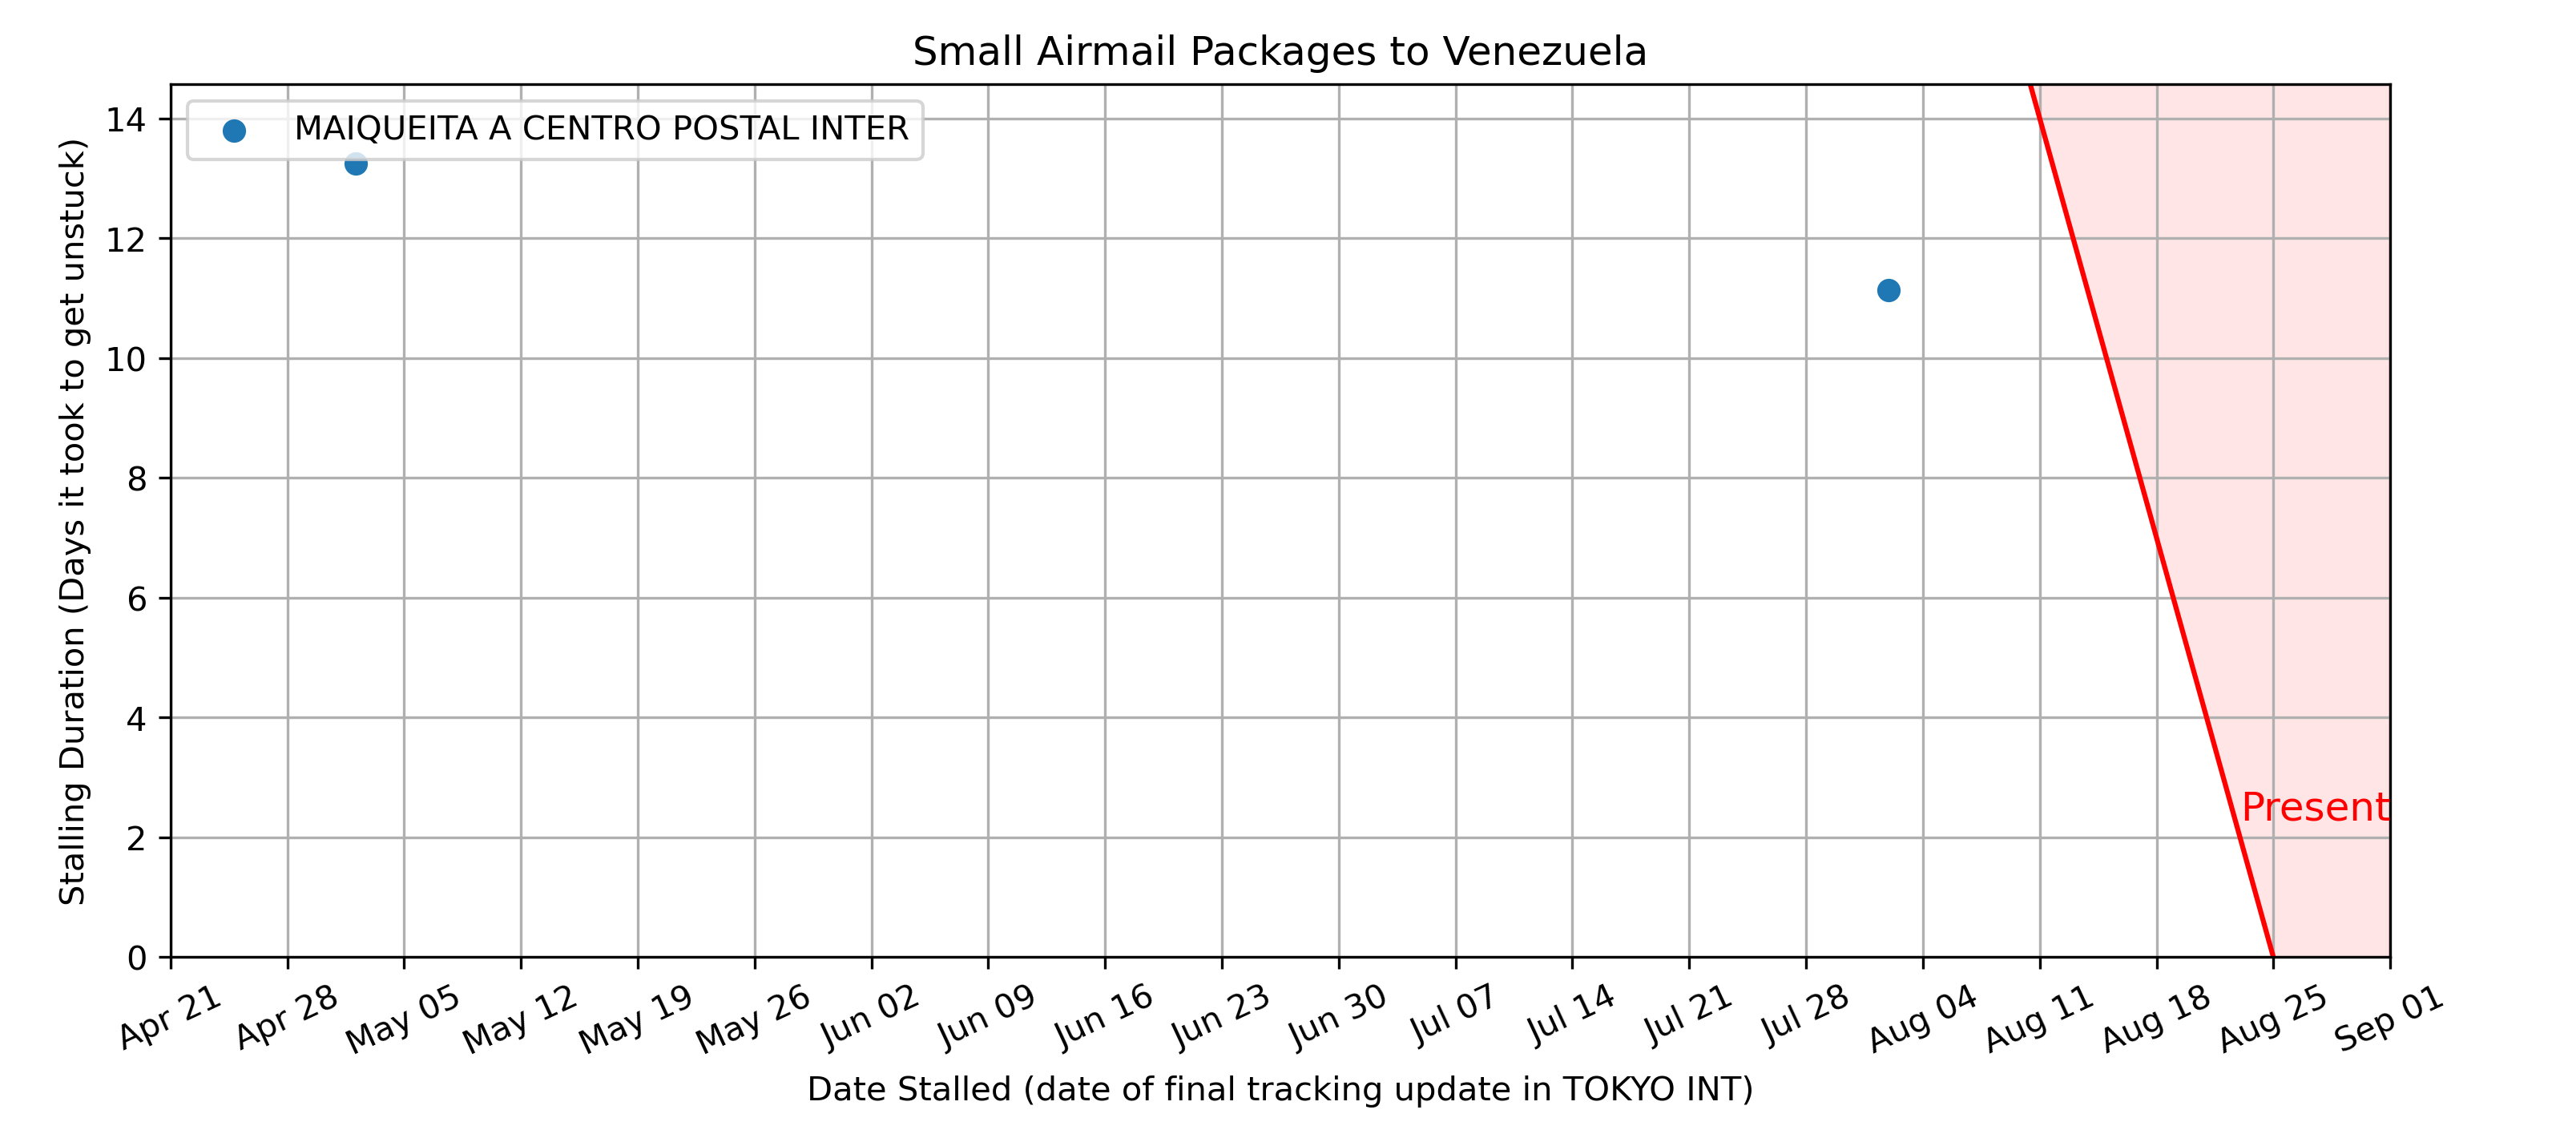 Small Airmail Packages to Venezuela
MAIQUEITA A CENTRO POSTAL INTER
Stalling Duration (Days it took to get unstuck)
14
12
10
8
6
4
2
0
Present
Apr 21
Apr 28
May 05
May 12
May 19
May 26
Jun 02
Jun 09
Jun 16
Jun 23
Jun 30
Jul 07
Jul 14
Jul 21
Jul 28
Aug 04
Aug 11
Aug 18
Aug 25
Sep 01
Date Stalled (date of final tracking update in TOKYO INT)